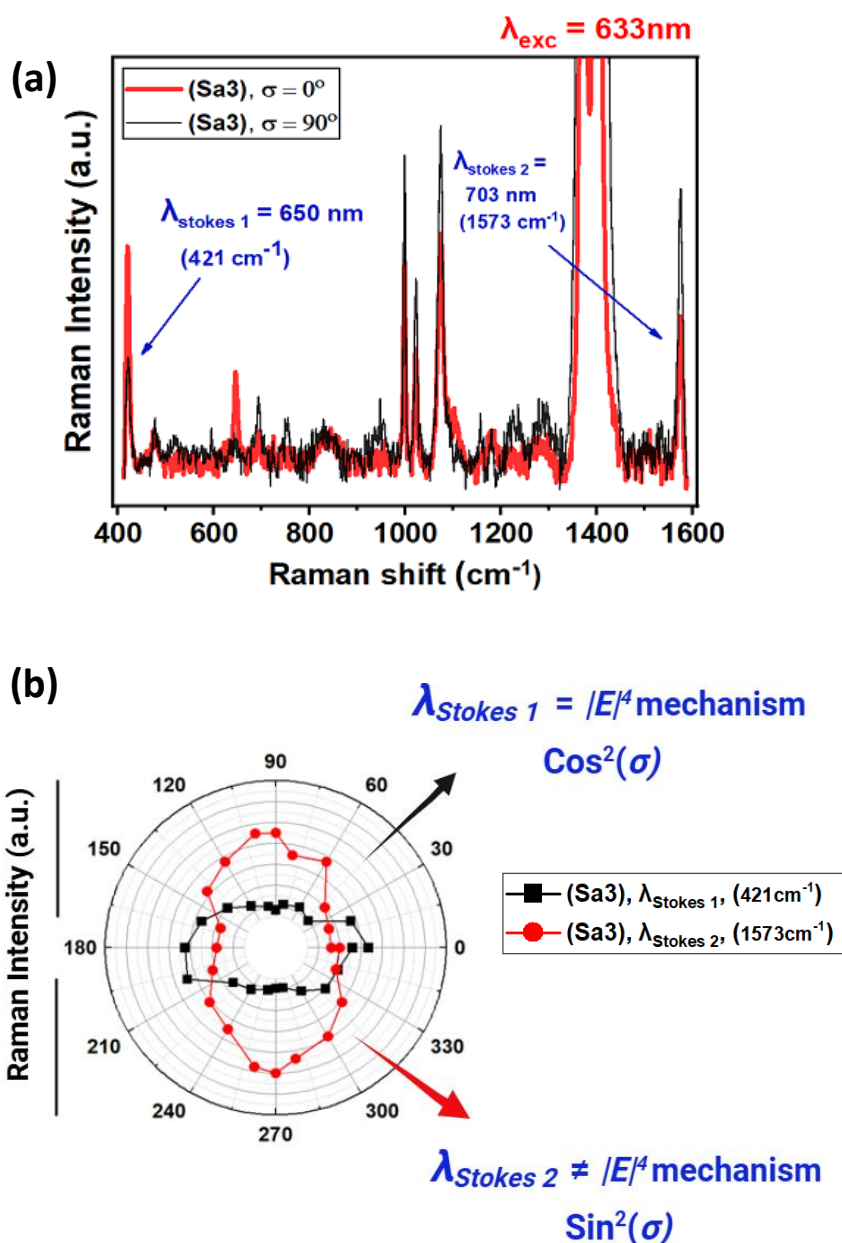 λexc = 633nm
(a)
(Sa3), σ = 0°
(Sa3), σ = 90°
λstokes 1 = 650 nm
(421 cm⁻¹)
λstokes 2 =
703 nm
(1573 cm⁻¹)
Raman Intensity (a.u.)
400 600 800 1000 1200 1400 1600
Raman shift (cm⁻¹)
(b)
λStokes 1 = |E|⁴ mechanism
Cos²(σ)
Raman Intensity (a.u.)
0
30
60
90
120
150
180
210
240
270
300
330
(Sa3), λStokes 1, (421cm⁻¹)
(Sa3), λStokes 2, (1573cm⁻¹)
λStokes 2 ≠ |E|⁴ mechanism
Sin²(σ)